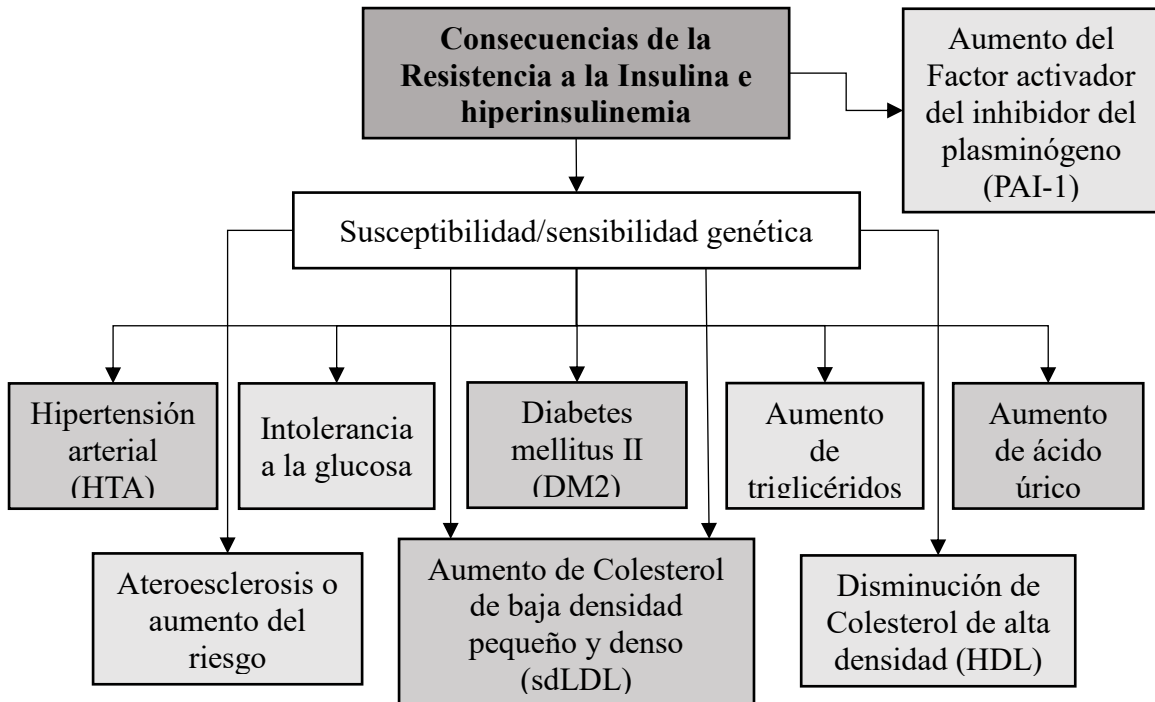 Consecuencias de la
Resistencia a la Insulina e
hiperinsulinemia
Aumento del
Factor activador
del inhibidor del
plasminógeno
(PAI-1)
Susceptibilidad/sensibilidad genética
Hipertensión
arterial
(HTA)
Intolerancia
a la glucosa
Diabetes
mellitus II
(DM2)
Aumento
de
triglicéridos
Aumento
de ácido
úrico
Ateroesclerosis o
aumento del
riesgo
Aumento de Colesterol
de baja densidad
pequeño y denso
(sdLDL)
Disminución de
Colesterol de alta
densidad (HDL)